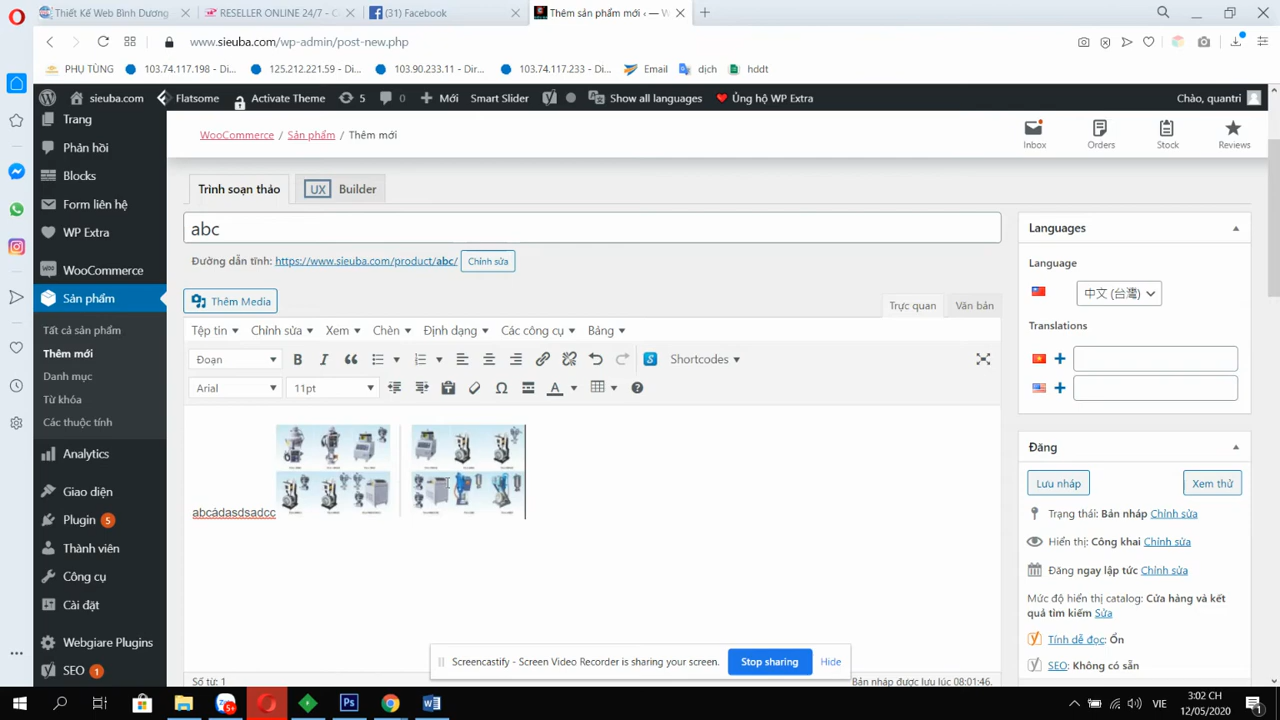 Thiết Kế Web Bình Dương
RESELLER ONLINE 24/7 - C
(31) Facebook
Thêm sản phẩm mới ‹ — W
www.sieuba.com/wp-admin/post-new.php
PHỤ TÙNG
103.74.117.198 - Di...
125.212.221.59 - Di...
103.90.233.11 - Dir...
103.74.117.233 - Di...
Email
dịch
hddt
sieuba.com
Flatsome
Activate Theme
5
0
Mới
Smart Slider
Show all languages
Ủng hộ WP Extra
Chào, quantri
Trang
Phản hồi
Blocks
Form liên hệ
WP Extra
WooCommerce
Sản phẩm
Tất cả sản phẩm
Thêm mới
Danh mục
Từ khóa
Các thuộc tính
Analytics
Giao diện
Plugin 5
Thành viên
Công cụ
Cài đặt
Webgiare Plugins
SEO 1
WooCommerce / Sản phẩm / Thêm mới
Inbox
Orders
Stock
Reviews
Trình soạn thảo
UX Builder
abc
Đường dẫn tĩnh: https://www.sieuba.com/product/abc/ Chỉnh sửa
Thêm Media
Trực quan
Văn bản
Tệp tin
Chỉnh sửa
Xem
Chèn
Định dạng
Các công cụ
Bảng
Đoạn
Shortcodes
Arial
11pt
abcádasdsadcc
Số từ: 1
Bản nháp được lưu lúc 08:01:46.
Languages
Language
中文 (台灣)
Translations
Đăng
Lưu nháp
Xem thử
Trạng thái: Bản nháp Chỉnh sửa
Hiển thị: Công khai Chỉnh sửa
Đăng ngay lập tức Chỉnh sửa
Mức độ hiển thị catalog: Cửa hàng và kết
quả tìm kiếm Sửa
Tính dễ đọc: Ổn
SEO: Không có sẵn
Screencastify - Screen Video Recorder is sharing your screen.
Stop sharing
Hide
VIE
3:02 CH
12/05/2020